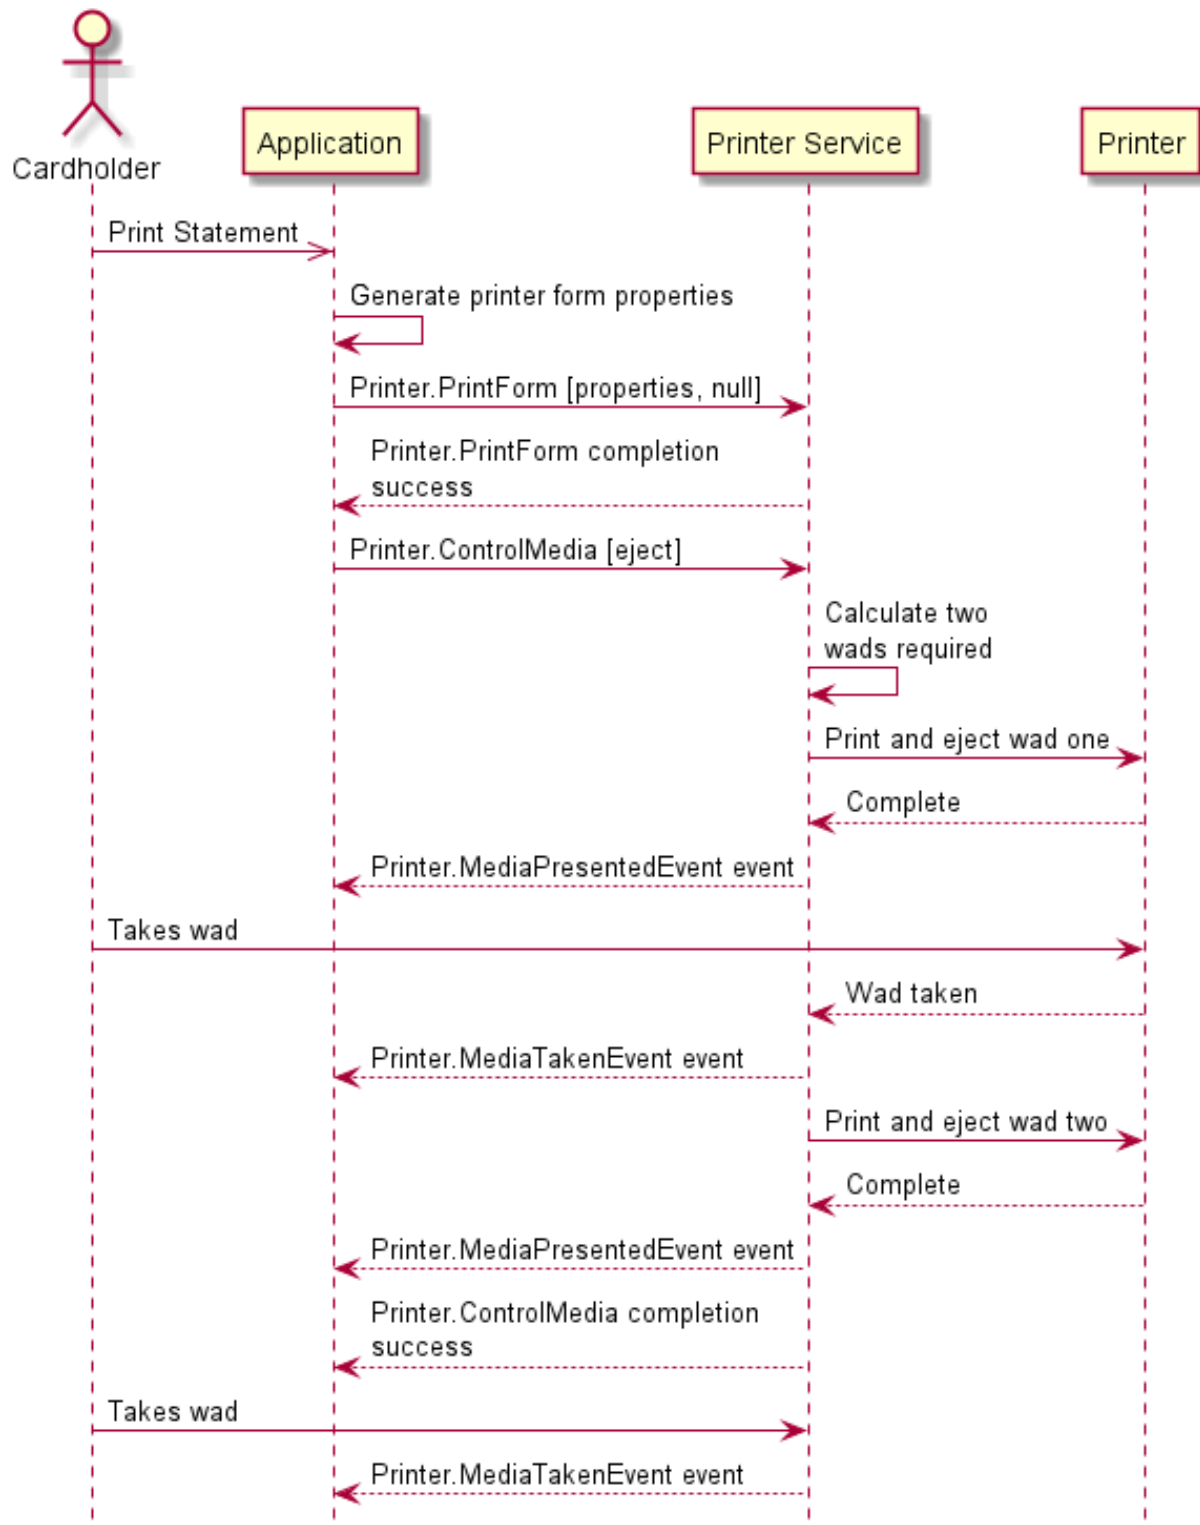 Cardholder
Application
Printer Service
Printer
Print Statement
Generate printer form properties
Printer.PrintForm [properties, null]
Printer.PrintForm completion
success
Printer.ControlMedia [eject]
Calculate two
wads required
Print and eject wad one
Complete
Printer.MediaPresentedEvent event
Takes wad
Wad taken
Printer.MediaTakenEvent event
Print and eject wad two
Complete
Printer.MediaPresentedEvent event
Printer.ControlMedia completion
success
Takes wad
Printer.MediaTakenEvent event